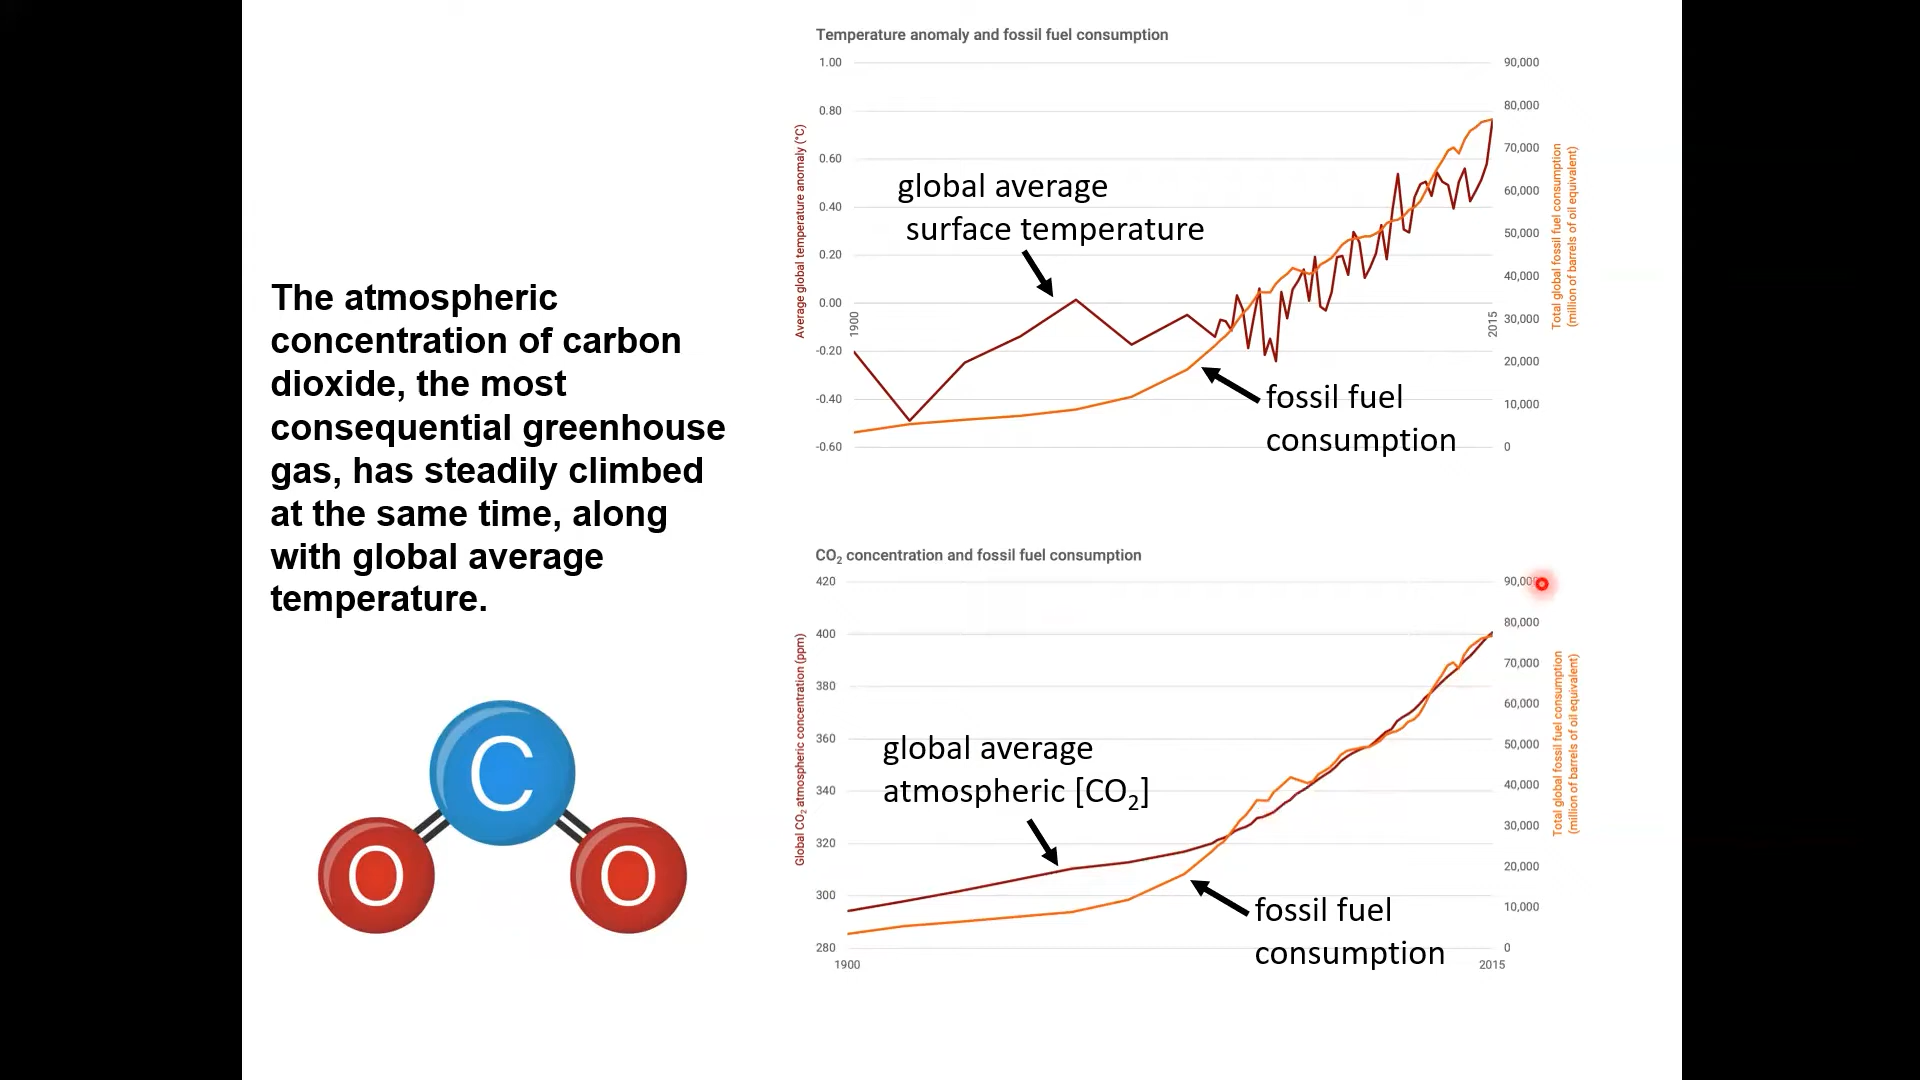 Temperature anomaly and fossil fuel consumption
1.00
0.80
0.60
0.40
0.20
0.00
-0.20
-0.40
-0.60
Average global temperature anomaly (°C)
90,000
80,000
70,000
60,000
50,000
40,000
30,000
20,000
10,000
0
Total global fossil fuel consumption
(million of barrels of oil equivalent)
1900
2015
global average
surface temperature
fossil fuel
consumption
The atmospheric
concentration of carbon
dioxide, the most
consequential greenhouse
gas, has steadily climbed
at the same time, along
with global average
temperature.
C
O
O
CO₂ concentration and fossil fuel consumption
420
400
380
360
340
320
300
280
Global CO₂ atmospheric concentration (ppm)
90,000
80,000
70,000
60,000
50,000
40,000
30,000
20,000
10,000
0
Total global fossil fuel consumption
(million of barrels of oil equivalent)
1900
2015
global average
atmospheric [CO₂]
fossil fuel
consumption